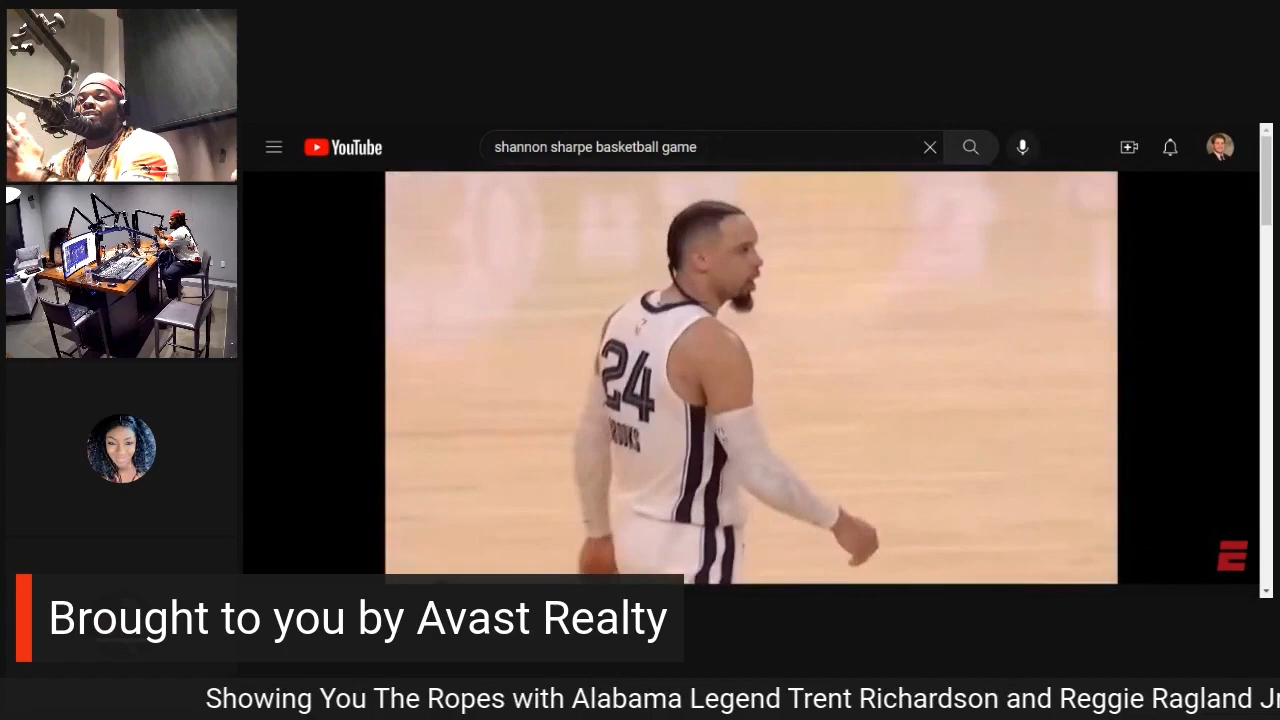 YouTube
shannon sharpe basketball game
24
BROOKS
Brought to you by Avast Realty
Showing You The Ropes with Alabama Legend Trent Richardson and Reggie Ragland J